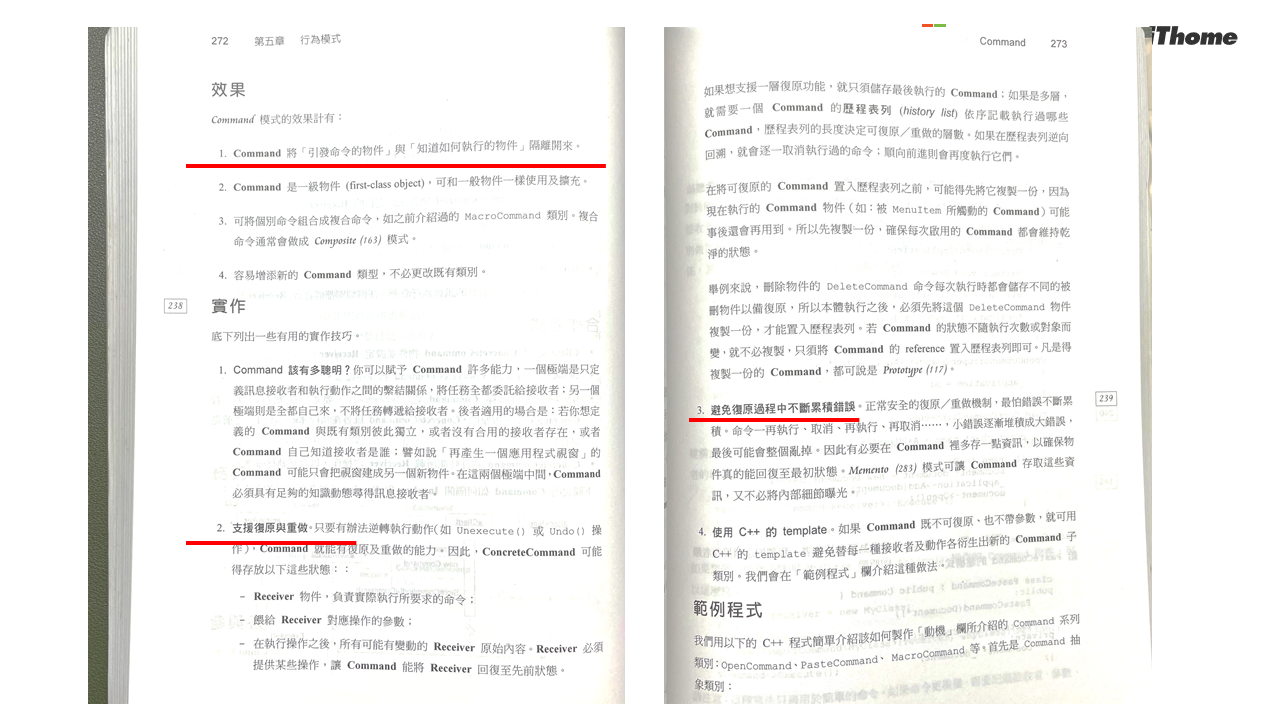 272 第五章 行為模式
效果
Command 模式的效果計有：
1. Command 將「引發命令的物件」與「知道如何執行的物件」隔離開來。
2. Command 是一級物件 (first-class object)，可和一般物件一樣使用及擴充。
3. 可將個別命令組合成複合命令，如之前介紹過的 MacroCommand 類別。複合
命令通常會做成 Composite (163) 模式。
4. 容易增添新的 Command 類型，不必更改既有類別。
238
實作
底下列出一些有用的實作技巧。
1. Command 該有多聰明？你可以賦予 Command 許多能力，一個極端是只定
義訊息接收者和執行動作之間的繫結關係，將任務全都委託給接收者；另一個
極端則是全都自己來，不將任務轉遞給接收者。後者適用的場合是：若你想定
義的 Command 與既有類別彼此獨立，或者沒有合用的接收者存在，或者
Command 自己知道接收者是誰；譬如說「再產生一個應用程式視窗」的
Command 可能只會把視窗建成另一個新物件。在這兩個極端中間，Command
必須具有足夠的知識動態尋得訊息接收者。
2. 支援復原與重做。只要有辦法逆轉執行動作（如 Unexecute() 或 Undo() 操
作），Command 就能有復原及重做的能力。因此，ConcreteCommand 可能
得存放以下這些狀態：：
– Receiver 物件，負責實際執行所要求的命令；
– 餵給 Receiver 對應操作的參數；
– 在執行操作之後，所有可能有變動的 Receiver 原始內容。Receiver 必須
提供某些操作，讓 Command 能將 Receiver 回復至先前狀態。
iThome
Command 273
如果想支援一層復原功能，就只須儲存最後執行的 Command；如果是多層，
就需要一個 Command 的歷程表列 (history list) 依序記載執行過哪些
Command，歷程表列的長度決定可復原／重做的層數。如果在歷程表列逆向
回溯，就會逐一取消執行過的命令；順向前進則會再度執行它們。
在將可復原的 Command 置入歷程表列之前，可能得先將它複製一份，因為
現在執行的 Command 物件（如：被 MenuItem 所觸動的 Command）可能
事後還會再用到。所以先複製一份，確保每次啟用的 Command 都會維持乾
淨的狀態。
舉例來說，刪除物件的 DeleteCommand 命令每次執行時都會儲存不同的被
刪物件以備復原，所以本體執行之後，必須先將這個 DeleteCommand 物件
複製一份，才能置入歷程表列。若 Command 的狀態不隨執行次數或對象而
變，就不必複製，只須將 Command 的 reference 置入歷程表列即可。凡是得
複製一份的 Command，都可說是 Prototype (117)。
3. 避免復原過程中不斷累積錯誤。正常安全的復原／重做機制，最怕錯誤不斷累
積。命令一再執行、取消、再執行、再取消……，小錯誤逐漸堆積成大錯誤，
最後可能會整個亂掉。因此有必要在 Command 裡多存一點資訊，以確保物
件真的能回復至最初狀態。Memento (283) 模式可讓 Command 存取這些資
訊，又不必將內部細節曝光。
239
4. 使用 C++ 的 template。如果 Command 既不可復原、也不帶參數，就可用
C++ 的 template 避免替每一種接收者及動作各衍生出新的 Command 子
類別。我們會在「範例程式」欄介紹這種做法。
範例程式
我們用以下的 C++ 程式簡單介紹該如何製作「動機」欄所介紹的 Command 系列
類別：OpenCommand、PasteCommand、MacroCommand 等，首先是 Command 抽
象類別：